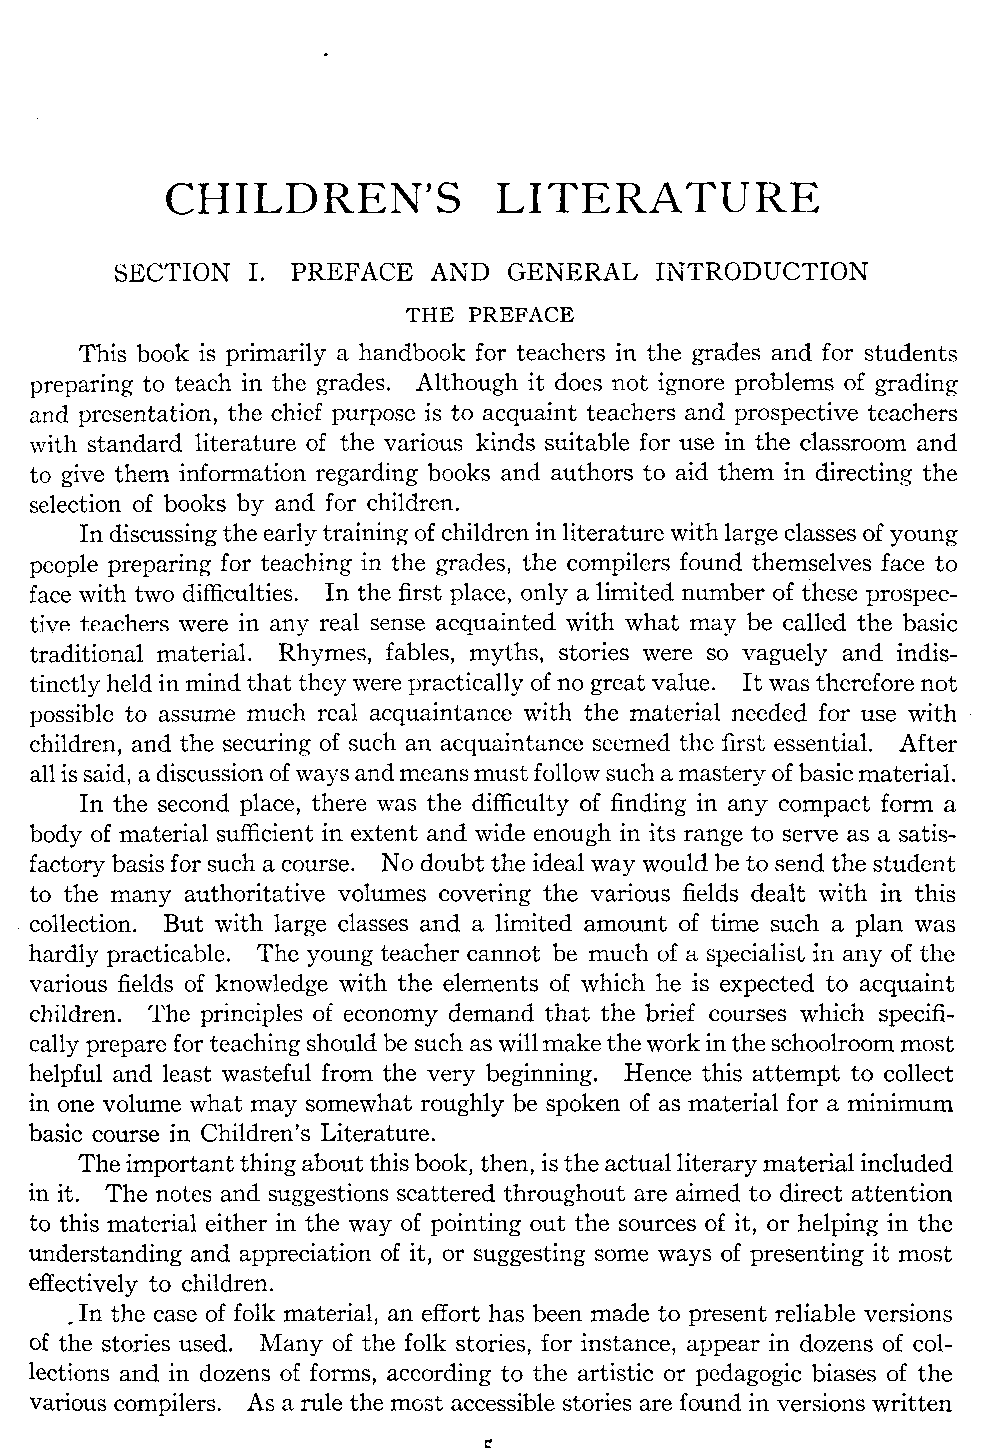 CHILDREN'S LITERATURE
SECTION I. PREFACE AND GENERAL INTRODUCTION
THE PREFACE
This book is primarily a handbook for teachers in the grades and for students
preparing to teach in the grades. Although it does not ignore problems of grading
and presentation, the chief purpose is to acquaint teachers and prospective teachers
with standard literature of the various kinds suitable for use in the classroom and
to give them information regarding books and authors to aid them in directing the
selection of books by and for children.
In discussing the early training of children in literature with large classes of young
people preparing for teaching in the grades, the compilers found themselves face to
face with two difficulties. In the first place, only a limited number of these prospec-
tive teachers were in any real sense acquainted with what may be called the basic
traditional material. Rhymes, fables, myths, stories were so vaguely and indis-
tinctly held in mind that they were practically of no great value. It was therefore not
possible to assume much real acquaintance with the material needed for use with
children, and the securing of such an acquaintance seemed the first essential. After
all is said, a discussion of ways and means must follow such a mastery of basic material.
In the second place, there was the difficulty of finding in any compact form a
body of material sufficient in extent and wide enough in its range to serve as a satis-
factory basis for such a course. No doubt the ideal way would be to send the student
to the many authoritative volumes covering the various fields dealt with in this
collection. But with large classes and a limited amount of time such a plan was
hardly practicable. The young teacher cannot be much of a specialist in any of the
various fields of knowledge with the elements of which he is expected to acquaint
children. The principles of economy demand that the brief courses which specifi-
cally prepare for teaching should be such as will make the work in the schoolroom most
helpful and least wasteful from the very beginning. Hence this attempt to collect
in one volume what may somewhat roughly be spoken of as material for a minimum
basic course in Children's Literature.
The important thing about this book, then, is the actual literary material included
in it. The notes and suggestions scattered throughout are aimed to direct attention
to this material either in the way of pointing out the sources of it, or helping in the
understanding and appreciation of it, or suggesting some ways of presenting it most
effectively to children.
In the case of folk material, an effort has been made to present reliable versions
of the stories used. Many of the folk stories, for instance, appear in dozens of col-
lections and in dozens of forms, according to the artistic or pedagogic biases of the
various compilers. As a rule the most accessible stories are found in versions written